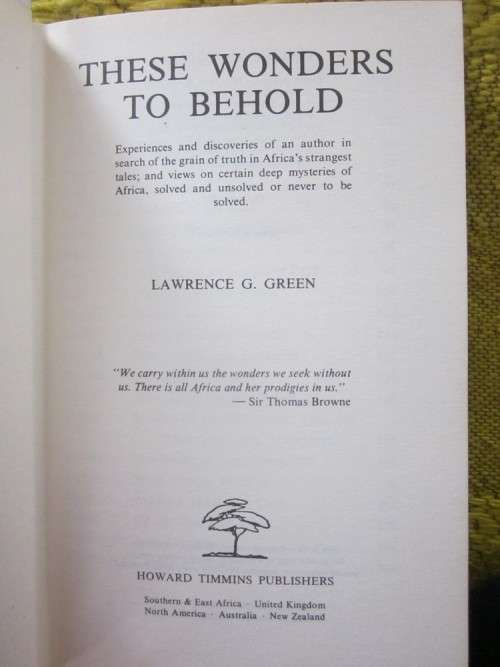 THESE WONDERS
TO BEHOLD
Experiences and discoveries of an author in
search of the grain of truth in Africa's strangest
tales; and views on certain deep mysteries of
Africa, solved and unsolved or never to be
solved.
LAWRENCE G. GREEN
"We carry within us the wonders we seek without
us. There is all Africa and her prodigies in us."
— Sir Thomas Browne
HOWARD TIMMINS PUBLISHERS
Southern & East Africa · United Kingdom
North America · Australia · New Zealand